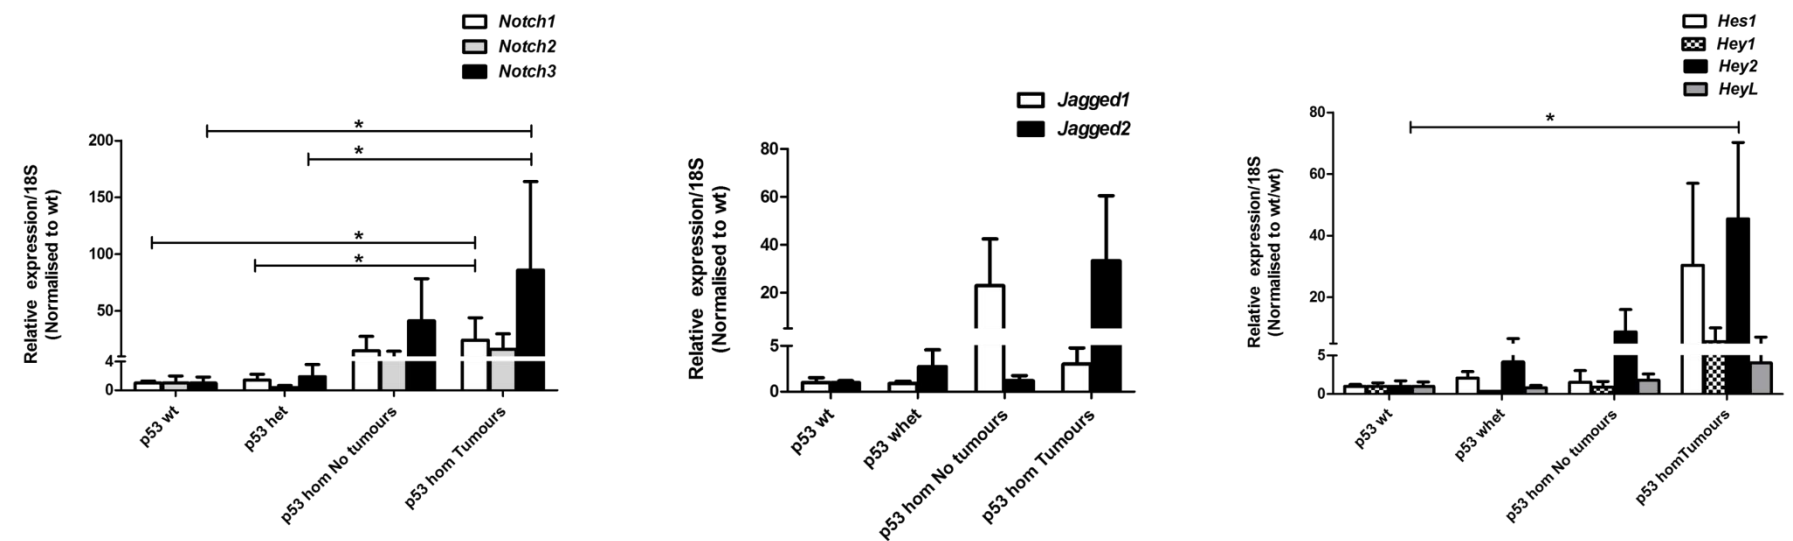 Notch1
Notch2
Notch3
Relative expression/18S
(Normalised to wt)
200
150
100
50
4
0
*
*
*
*
p53 wt
p53 het
p53 hom No tumours
p53 hom Tumours
Jagged1
Jagged2
Relative expression/18S
(Normalised to wt)
80
60
40
20
5
0
p53 wt
p53 whet
p53 hom No tumours
p53 hom Tumours
Hes1
Hey1
Hey2
HeyL
Relative expression/18S
(Normalised to wt/wt)
80
60
40
20
5
0
*
p53 wt
p53 whet
p53 hom No tumours
p53 homTumours